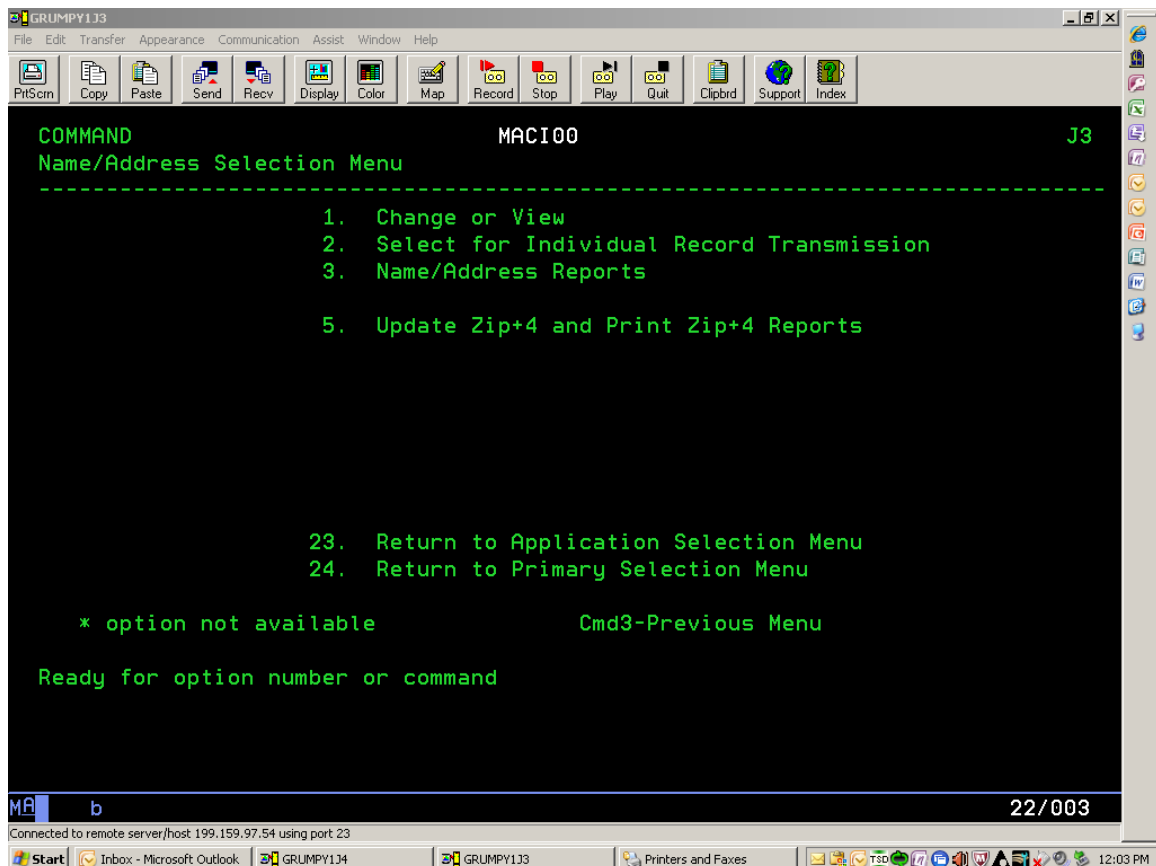 GRUMPY1J3
File Edit Transfer Appearance Communication Assist Window Help
PrtScrn Copy Paste Send Recv Display Color Map Record Stop Play Quit Clipbrd Support Index
COMMAND MACI00 J3
Name/Address Selection Menu
--------------------------------------------------------------------------------
1. Change or View
2. Select for Individual Record Transmission
3. Name/Address Reports
5. Update Zip+4 and Print Zip+4 Reports
23. Return to Application Selection Menu
24. Return to Primary Selection Menu
* option not available Cmd3-Previous Menu
Ready for option number or command
MA b 22/003
Connected to remote server/host 199.159.97.54 using port 23
Start Inbox - Microsoft Outlook GRUMPY1J4 GRUMPY1J3 Printers and Faxes TSD 12:03 PM